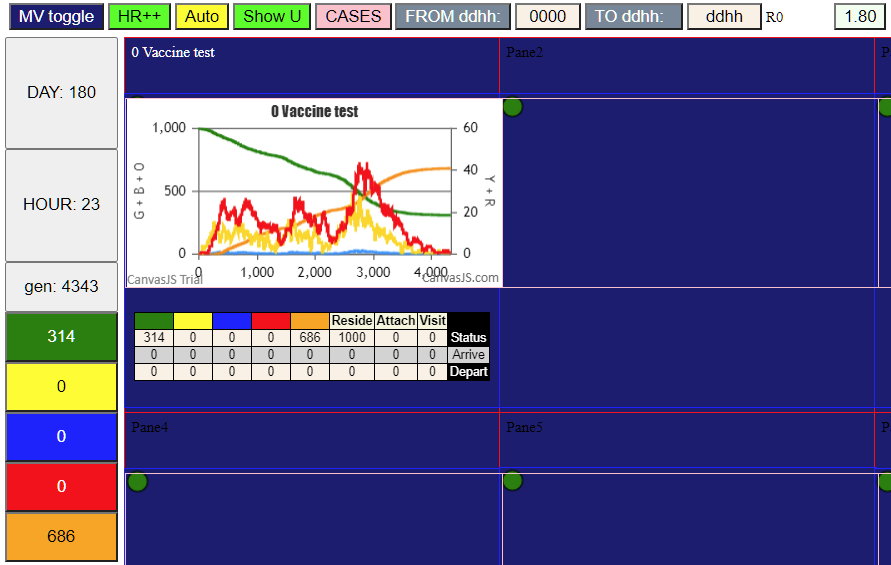 MV toggle HR++ Auto Show U CASES FROM ddhh: 0000 TO ddhh: ddhh R0 1.80
DAY: 180
HOUR: 23
gen: 4343
314
0
0
0
686
0 Vaccine test Pane2 P
0 Vaccine test
1,000 60
40
500
20
0 0
G + B + O
Y + R
0 1,000 2,000 3,000 4,000
CanvasJS Trial CanvasJS.com
Reside Attach Visit
314 0 0 0 686 1000 0 0 Status
0 0 0 0 0 0 0 0 Arrive
0 0 0 0 0 0 0 0 Depart
Pane4 Pane5 P